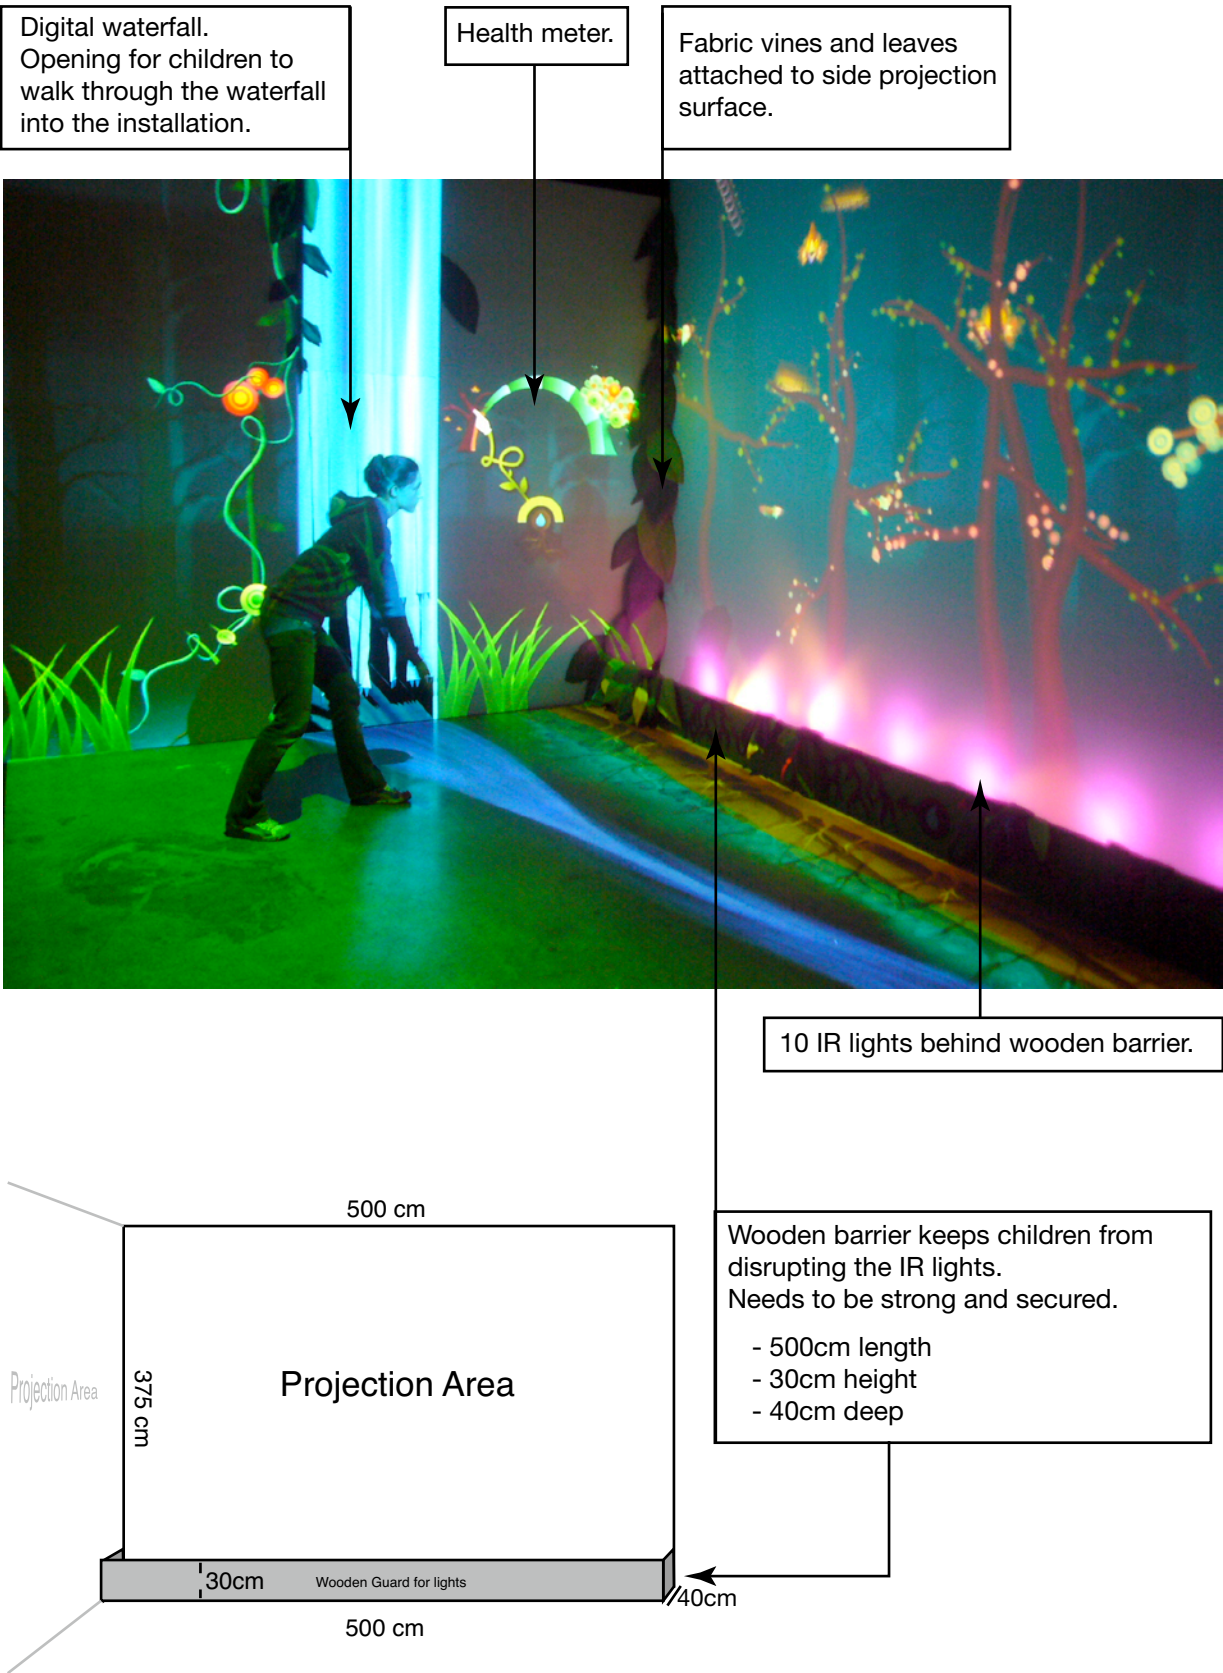 Digital waterfall.
Opening for children to
walk through the waterfall
into the installation.
Health meter.
Fabric vines and leaves
attached to side projection
surface.
10 IR lights behind wooden barrier.
500 cm
Wooden barrier keeps children from
disrupting the IR lights.
Needs to be strong and secured.
- 500cm length
- 30cm height
- 40cm deep
Projection Area
375 cm
Projection Area
30cm
Wooden Guard for lights
40cm
500 cm